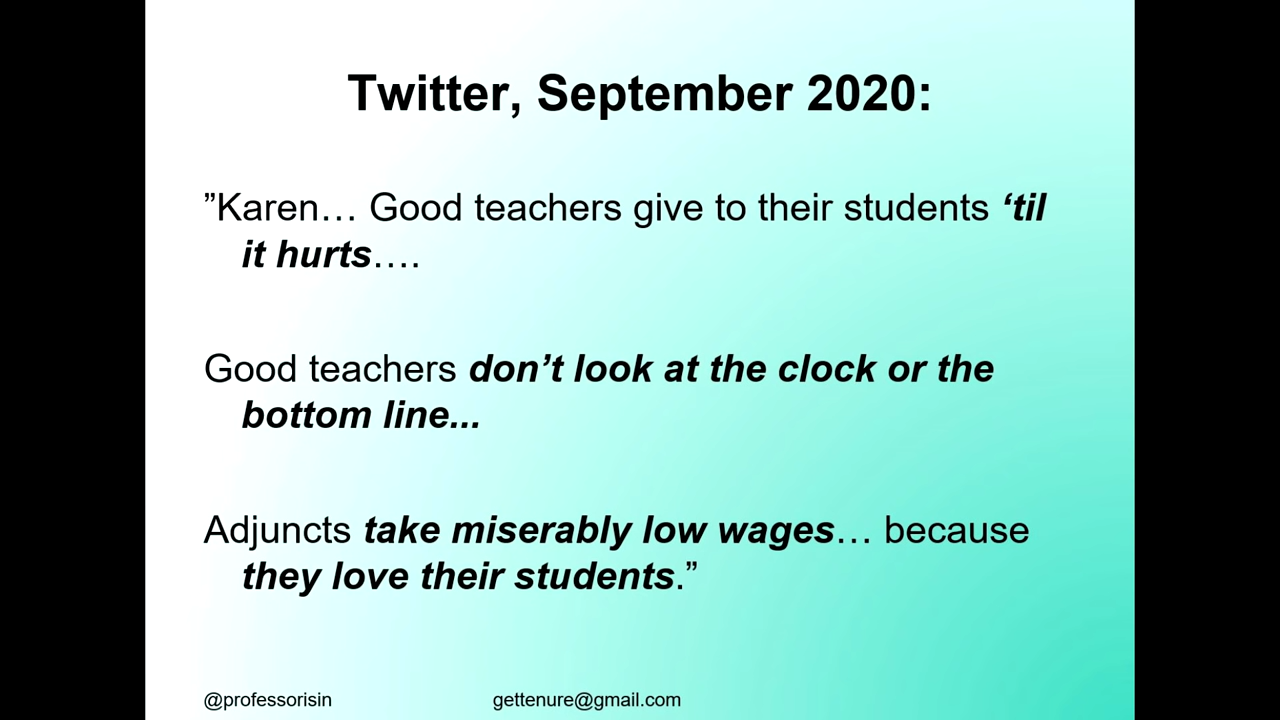 Twitter, September 2020:
”Karen… Good teachers give to their students ‘til
it hurts….
Good teachers don’t look at the clock or the
bottom line...
Adjuncts take miserably low wages… because
they love their students.”
@professorisin gettenure@gmail.com